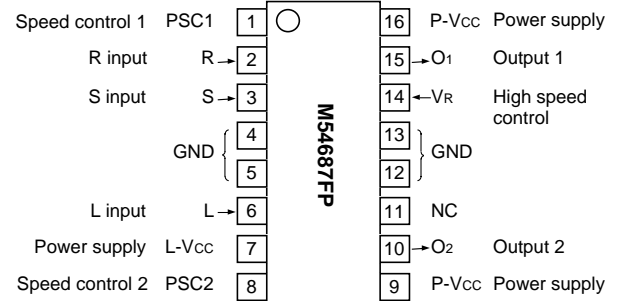 Speed control 1 PSC1 1 16 P-VCC Power supply
R input R 2 15 O1 Output 1
S input S 3 14 VR High speed
control
4 13
GND GND
5 12
M54687FP
L input L 6 11 NC
Power supply L-VCC 7 10 O2 Output 2
Speed control 2 PSC2 8 9 P-VCC Power supply